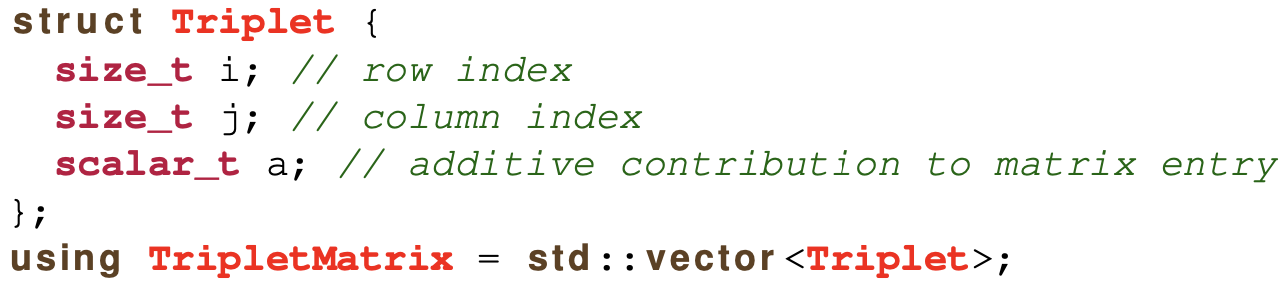 struct Triplet {
  size_t i; // row index
  size_t j; // column index
  scalar_t a; // additive contribution to matrix entry
};
using TripletMatrix = std::vector<Triplet>;